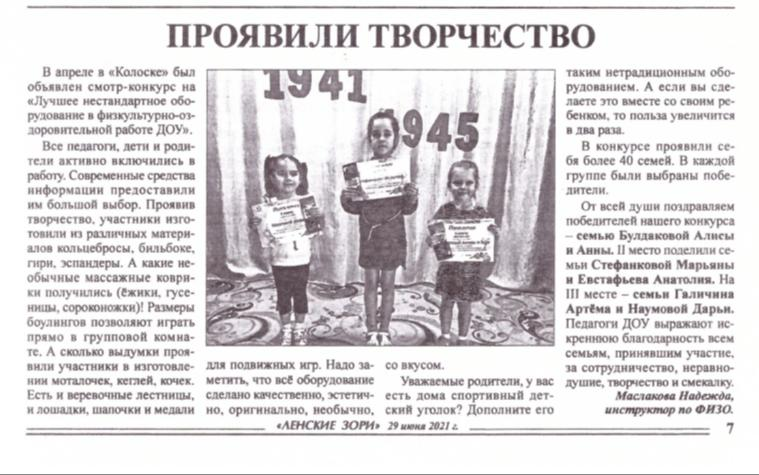 ПРОЯВИЛИ ТВОРЧЕСТВО
В апреле в «Колоске» был
объявлен смотр-конкурс на
«Лучшее нестандартное обо-
рудование в физкультурно-оз-
доровительной работе ДОУ».
Все педагоги, дети и роди-
тели активно включились в
работу. Современные средства
информации предоставили
им большой выбор. Проявив
творчество, участники изго-
товили из различных матери-
алов кольцебросы, бильбоке,
гири, эспандеры. А какие не-
обычные массажные коври-
ки получились (ёжики, гусе-
ницы, сороконожки)! Размеры
боулингов позволяют играть
прямо в групповой комна-
те. А сколько выдумки проя-
вили участники в изготовле-
нии моталочек, кеглей, кочек.
Есть и веревочные лестницы,
и лошадки, шапочки и медали
1941
1945
для подвижных игр. Надо за-
метить, что всё оборудование
сделано качественно, эстетич-
но, оригинально, необычно,
со вкусом.
Уважаемые родители, у вас
есть дома спортивный дет-
ский уголок? Дополните его
таким нетрадиционным обо-
рудованием. А если вы сде-
лаете это вместе со своим ре-
бенком, то польза увеличится
в два раза.
В конкурсе проявили се-
бя более 40 семей. В каждой
группе были выбраны побе-
дители.
От всей души поздравляем
победителей нашего конкурса
– семью Булдаковой Алисы
и Анны. II место поделили се-
мьи Стефанковой Марьяны
и Евстафьева Анатолия. На
III месте – семьи Галичина
Артёма и Наумовой Дарьи.
Педагоги ДОУ выражают ис-
креннюю благодарность всем
семьям, принявшим участие,
за сотрудничество, неравно-
душие, творчество и смекалку.
Маслакова Надежда,
инструктор по ФИЗО.
«ЛЕНСКИЕ ЗОРИ» 29 июня 2021 г.
7